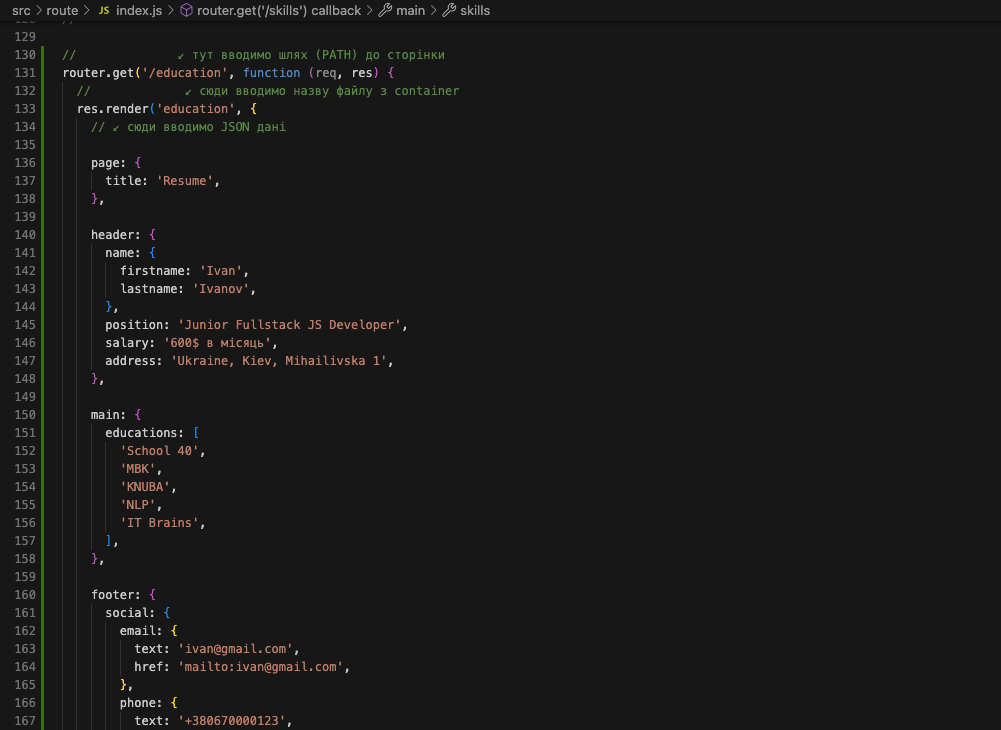 src > route > JS index.js > router.get('/skills') callback > main > skills
129
130 // ↙ тут вводимо шлях (PATH) до сторінки
131 router.get('/education', function (req, res) {
132 // ↙ сюди вводимо назву файлу з container
133 res.render('education', {
134 // ↙ сюди вводимо JSON дані
135
136 page: {
137 title: 'Resume',
138 },
139
140 header: {
141 name: {
142 firstname: 'Ivan',
143 lastname: 'Ivanov',
144 },
145 position: 'Junior Fullstack JS Developer',
146 salary: '600$ в місяць',
147 address: 'Ukraine, Kiev, Mihailivska 1',
148 },
149
150 main: {
151 educations: [
152 'School 40',
153 'MBK',
154 'KNUBA',
155 'NLP',
156 'IT Brains',
157 ],
158 },
159
160 footer: {
161 social: {
162 email: {
163 text: 'ivan@gmail.com',
164 href: 'mailto:ivan@gmail.com',
165 },
166 phone: {
167 text: '+380670000123',